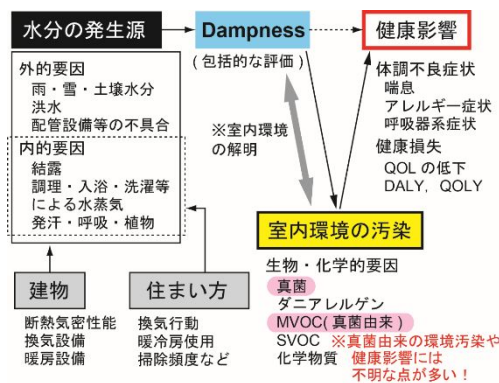 水分の発生源
Dampness
(包括的な評価)
健康影響
外的要因
雨・雪・土壌水分
洪水
配管設備等の不具合
内的要因
結露
調理・入浴・洗濯等
による水蒸気
発汗・呼吸・植物
※室内環境
の解明
体調不良症状
喘息
アレルギー症状
呼吸器系症状
健康損失
QOLの低下
DALY, QOLY
建物
断熱気密性能
換気設備
暖房設備
住まい方
換気行動
暖冷房使用
掃除頻度など
室内環境の汚染
生物・化学的要因
真菌
ダニアレルゲン
MVOC(真菌由来)
SVOC
化学物質
※真菌由来の環境汚染や
健康影響には
不明な点が多い！